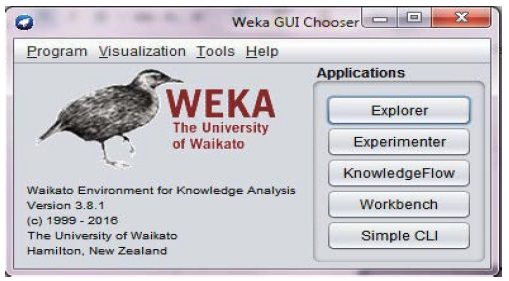 Weka GUI Chooser
Program Visualization Tools Help
WEKA
The University
of Waikato
Waikato Environment for Knowledge Analysis
Version 3.8.1
(c) 1999 - 2016
The University of Waikato
Hamilton, New Zealand
Applications
Explorer
Experimenter
KnowledgeFlow
Workbench
Simple CLI